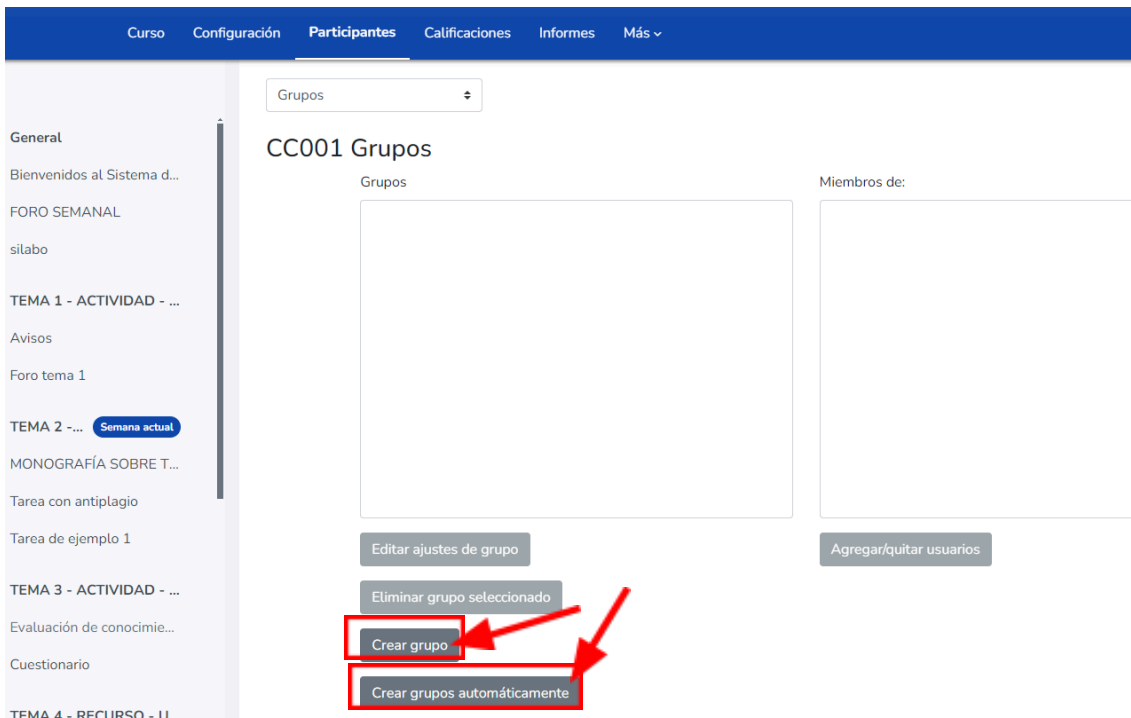 Curso Configuración Participantes Calificaciones Informes Más
Grupos
General
Bienvenidos al Sistema d...
FORO SEMANAL
silabo
TEMA 1 - ACTIVIDAD - ...
Avisos
Foro tema 1
TEMA 2 -... Semana actual
MONOGRAFÍA SOBRE T...
Tarea con antiplagio
Tarea de ejemplo 1
TEMA 3 - ACTIVIDAD - ...
Evaluación de conocimie...
Cuestionario
TEMA 4 - RECURSO - U
CC001 Grupos
Grupos
Miembros de:
Editar ajustes de grupo
Agregar/quitar usuarios
Eliminar grupo seleccionado
Crear grupo
Crear grupos automáticamente